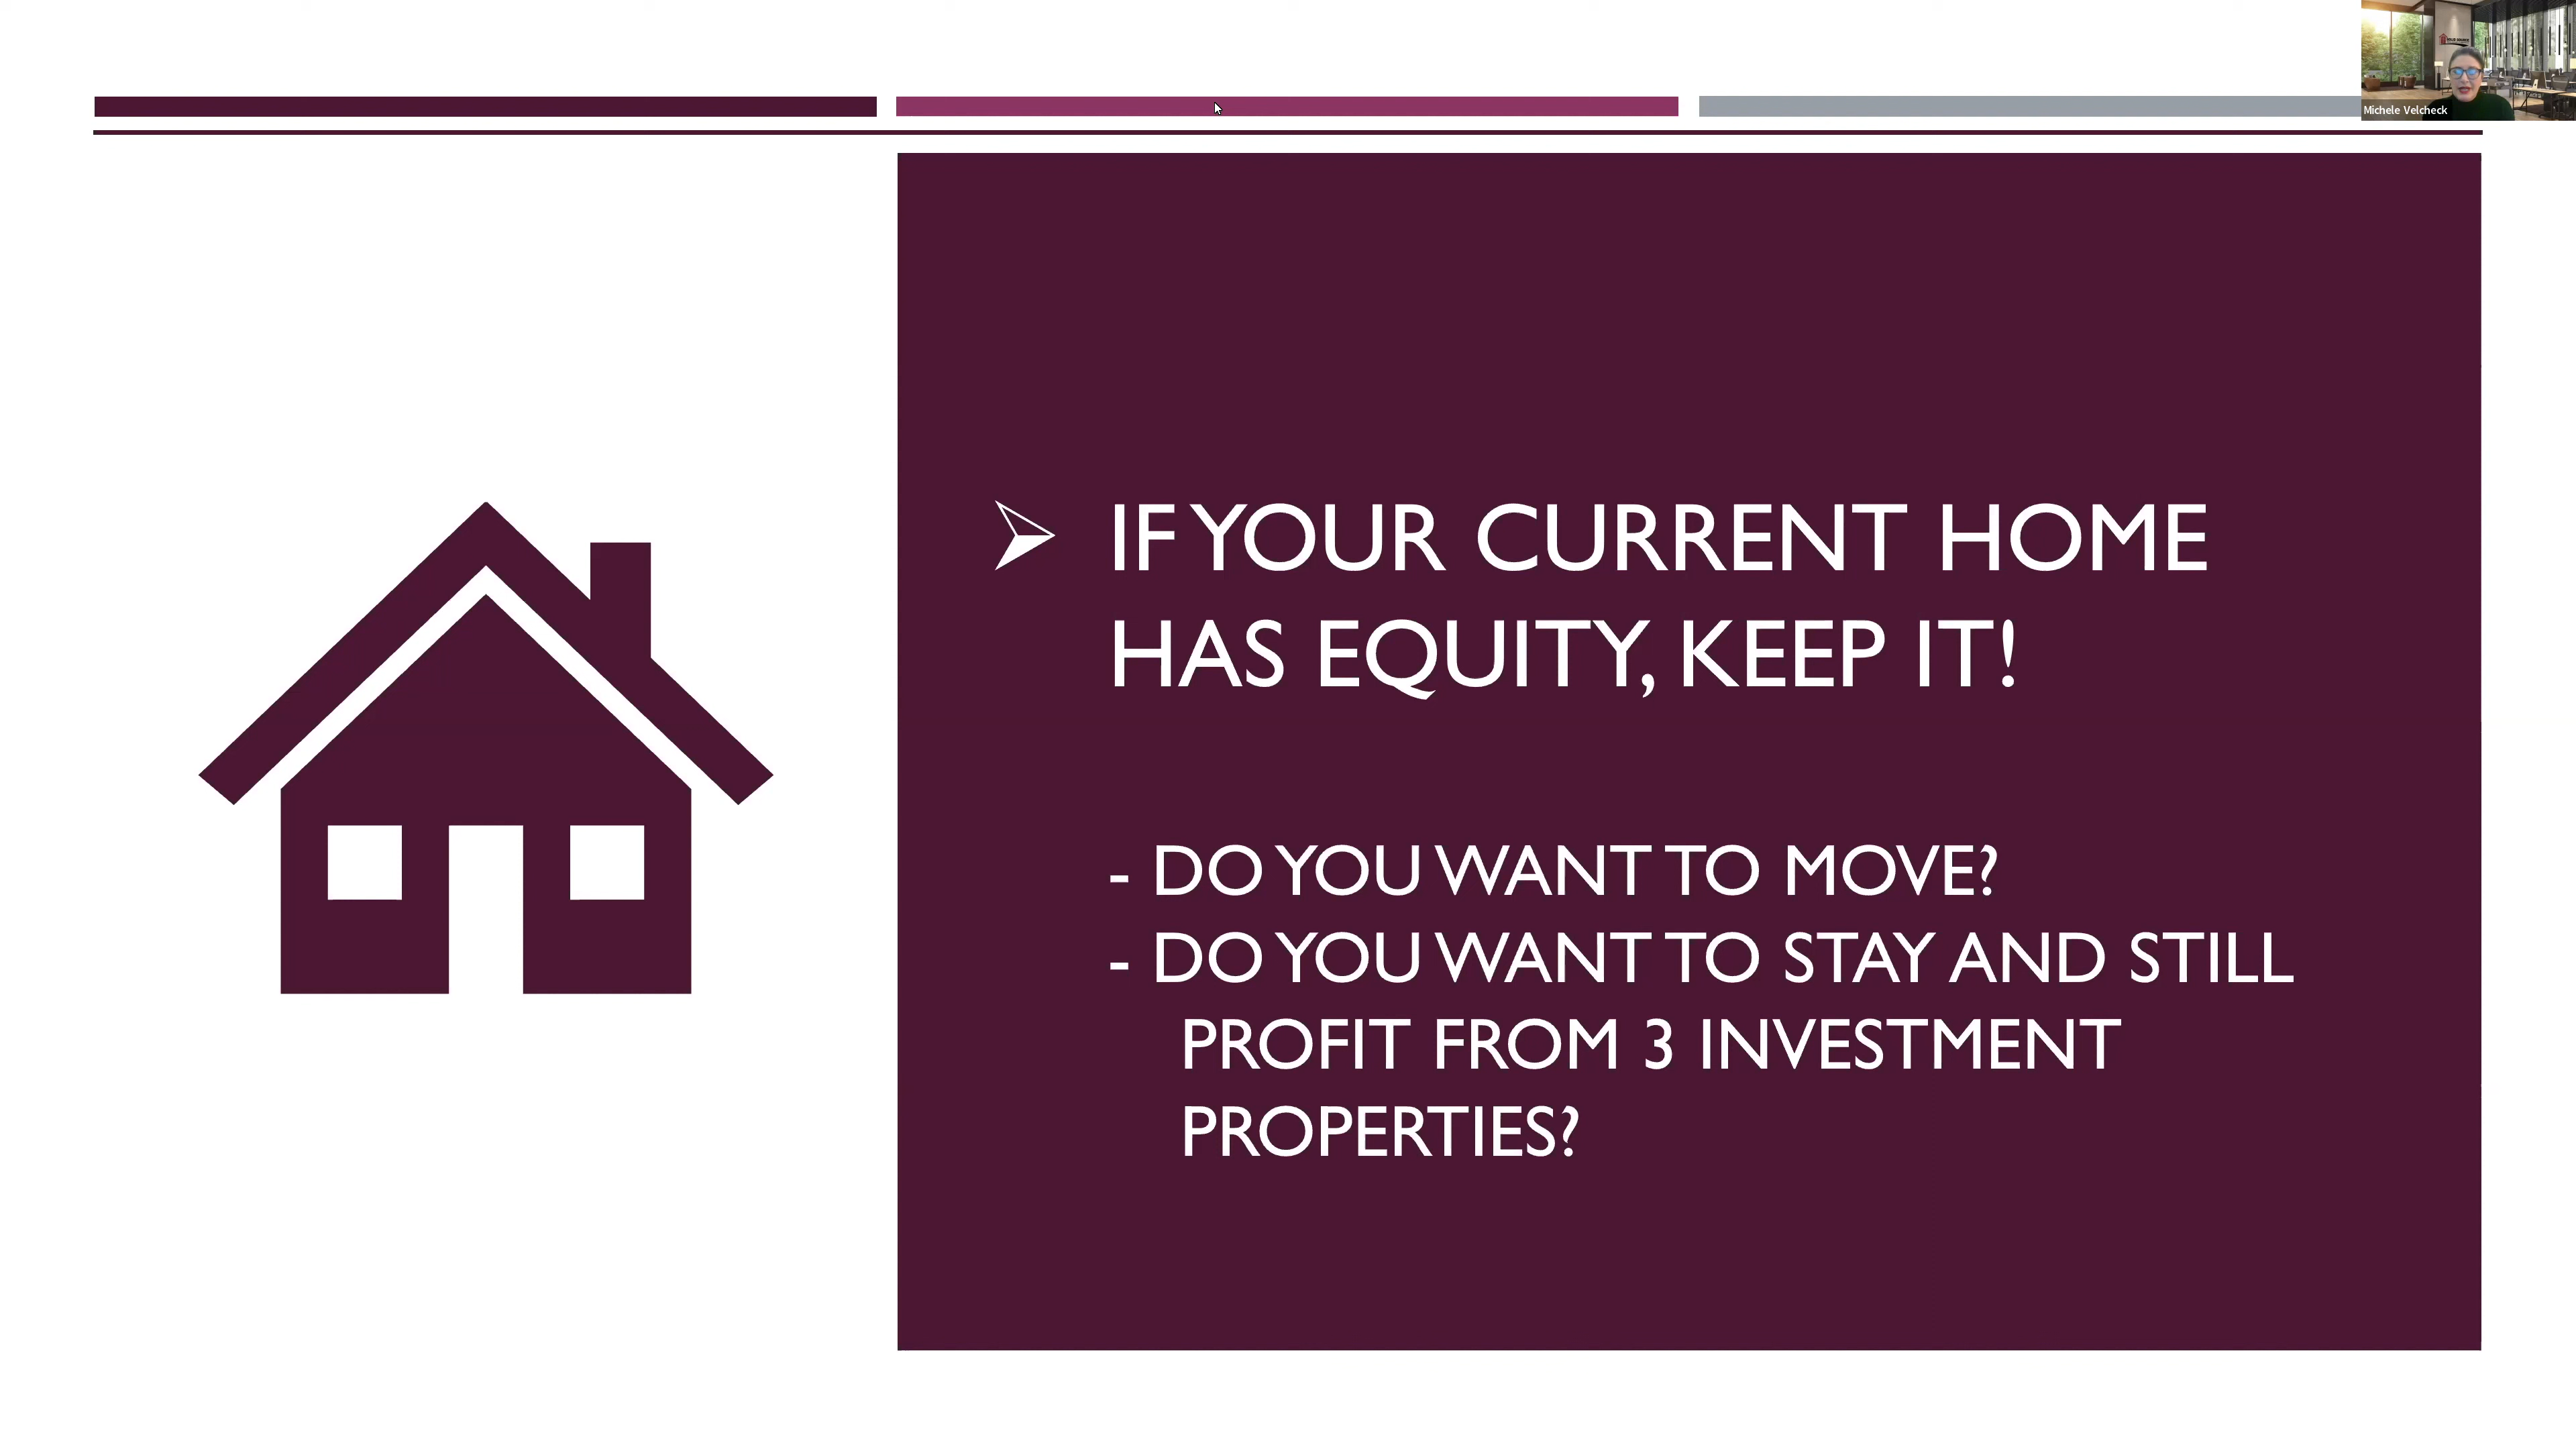 Michele Velcheck
IF YOUR CURRENT HOME
HAS EQUITY, KEEP IT!
- DO YOU WANT TO MOVE?
- DO YOU WANT TO STAY AND STILL
PROFIT FROM 3 INVESTMENT
PROPERTIES?